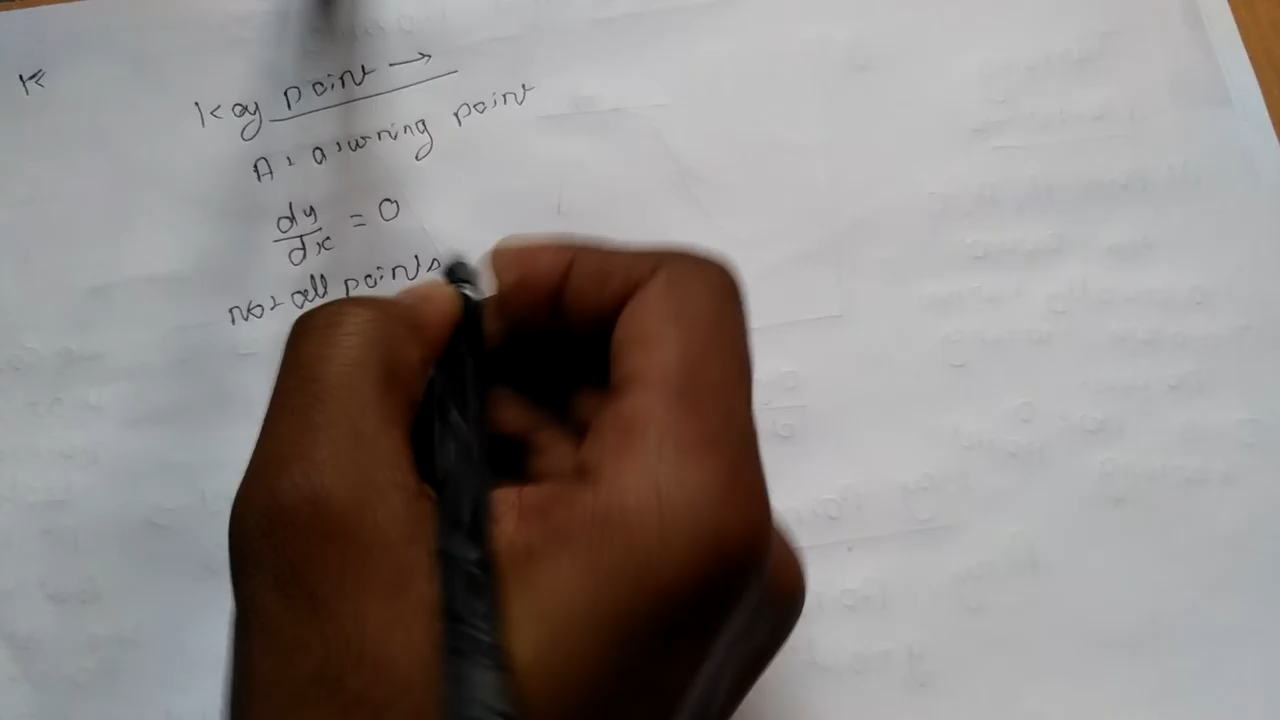 K
Key point →
A: a turning point
dy/dx = 0
not all points